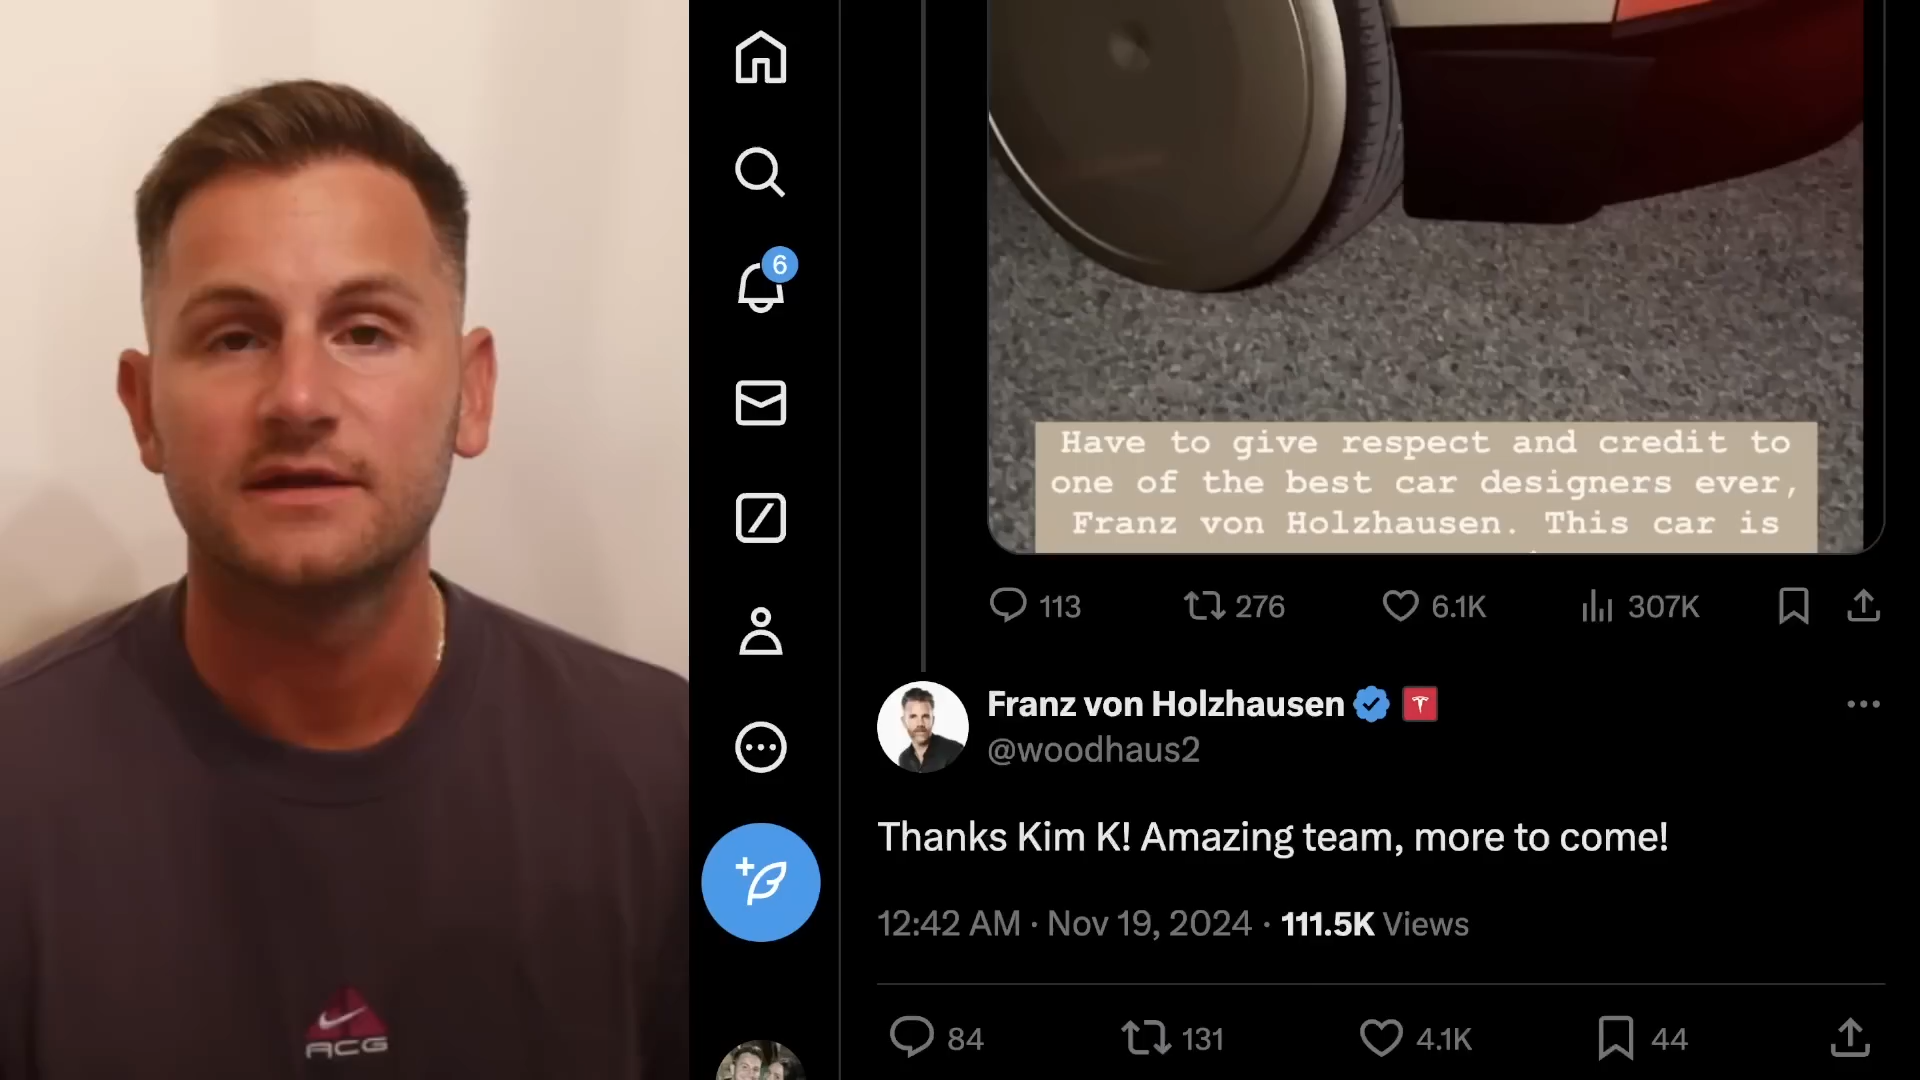 6
Have to give respect and credit to
one of the best car designers ever,
Franz von Holzhausen. This car is
113 276 6.1K 307K
Franz von Holzhausen
@woodhaus2
Thanks Kim K! Amazing team, more to come!
12:42 AM · Nov 19, 2024 · 111.5K Views
84 131 4.1K 44
ACG